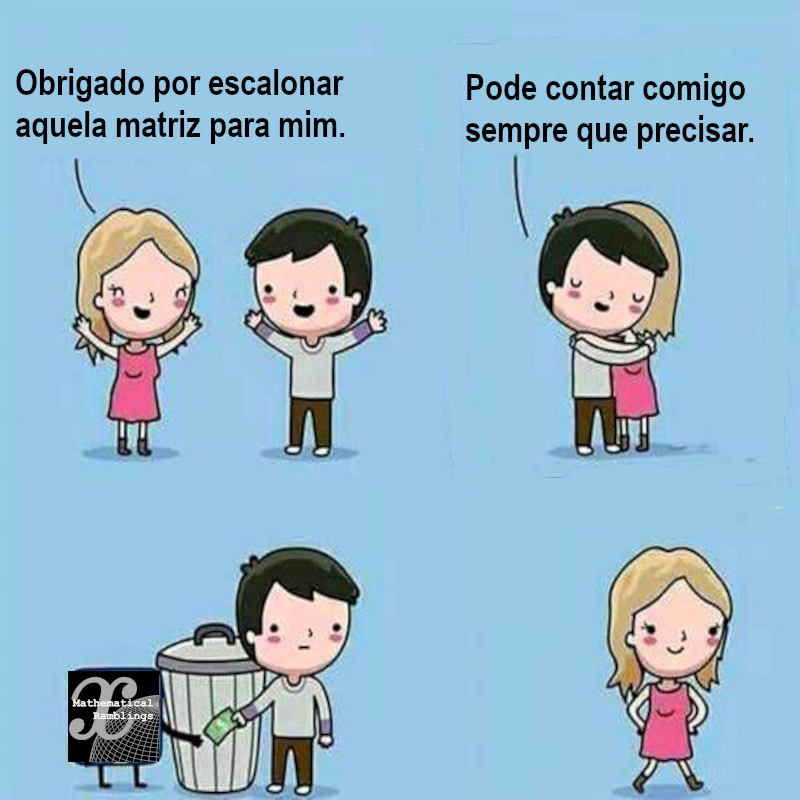 Obrigado por escalonar
aquela matriz para mim.
Pode contar comigo
sempre que precisar.
Mathematical
Ramblings